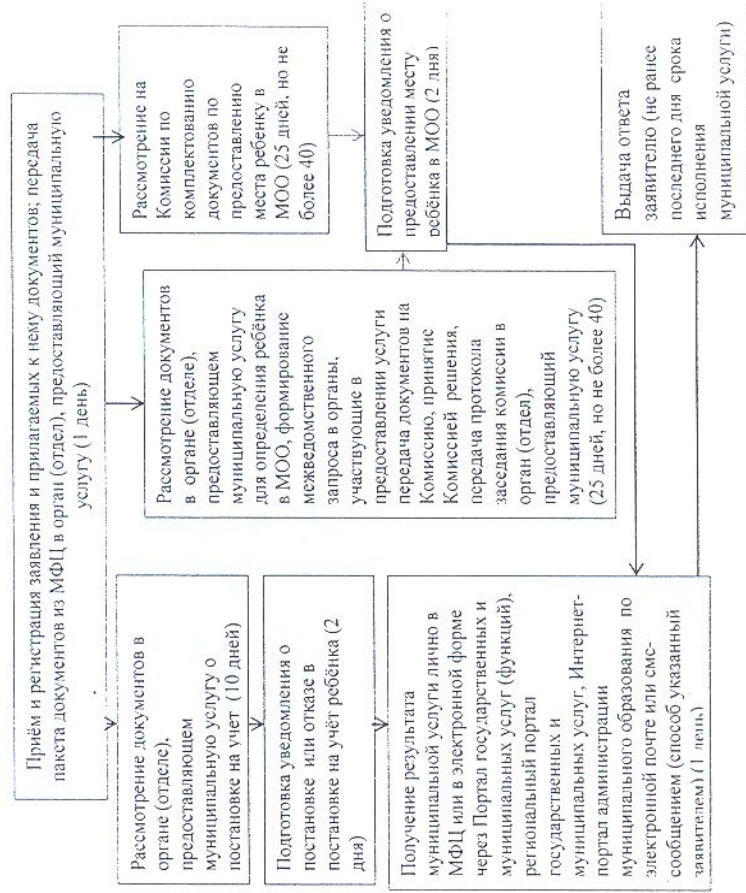 Приём и регистрация заявления и прилагаемых к нему документов; передача
пакета документов из МФЦ в орган (отдел), предоставляющий муниципальную
услугу (1 день)
Рассмотрение документов в
органе (отделе),
предоставляющем
муниципальную услугу о
постановке на учет (10 дней)
Подготовка уведомления о
постановке или отказе в
постановке на учёт ребёнка (2
дня)
Получение результата
муниципальной услуги лично в
МФЦ или в электронной форме
через Портал государственных и
муниципальных услуг (функций),
региональный портал
государственных и
муниципальных услуг, Интернет-
портал администрации
муниципального образования по
электронной почте или смс-
сообщением (способ указанный
заявителем) (1 день)
Рассмотрение документов
в органе (отделе),
предоставляющем
муниципальную услугу
для определения ребёнка
в МОО, формирование
межведомственного
запроса в органы,
участвующие в
предоставлении услуги
передача документов на
Комиссию, принятие
Комиссией решения,
передача протокола
заседания комиссии в
орган (отдел),
предоставляющий
муниципальную услугу
(25 дней, но не более 40)
Рассмотрение на
Комиссии по
комплектованию
документов по
предоставлению
места ребенку в
МОО (25 дней, но не
более 40)
Подготовка уведомления о
предоставлении месту
ребёнка в МОО (2 дня)
Выдача ответа
заявителю (не ранее
последнего дня срока
исполнения
муниципальной услуги)